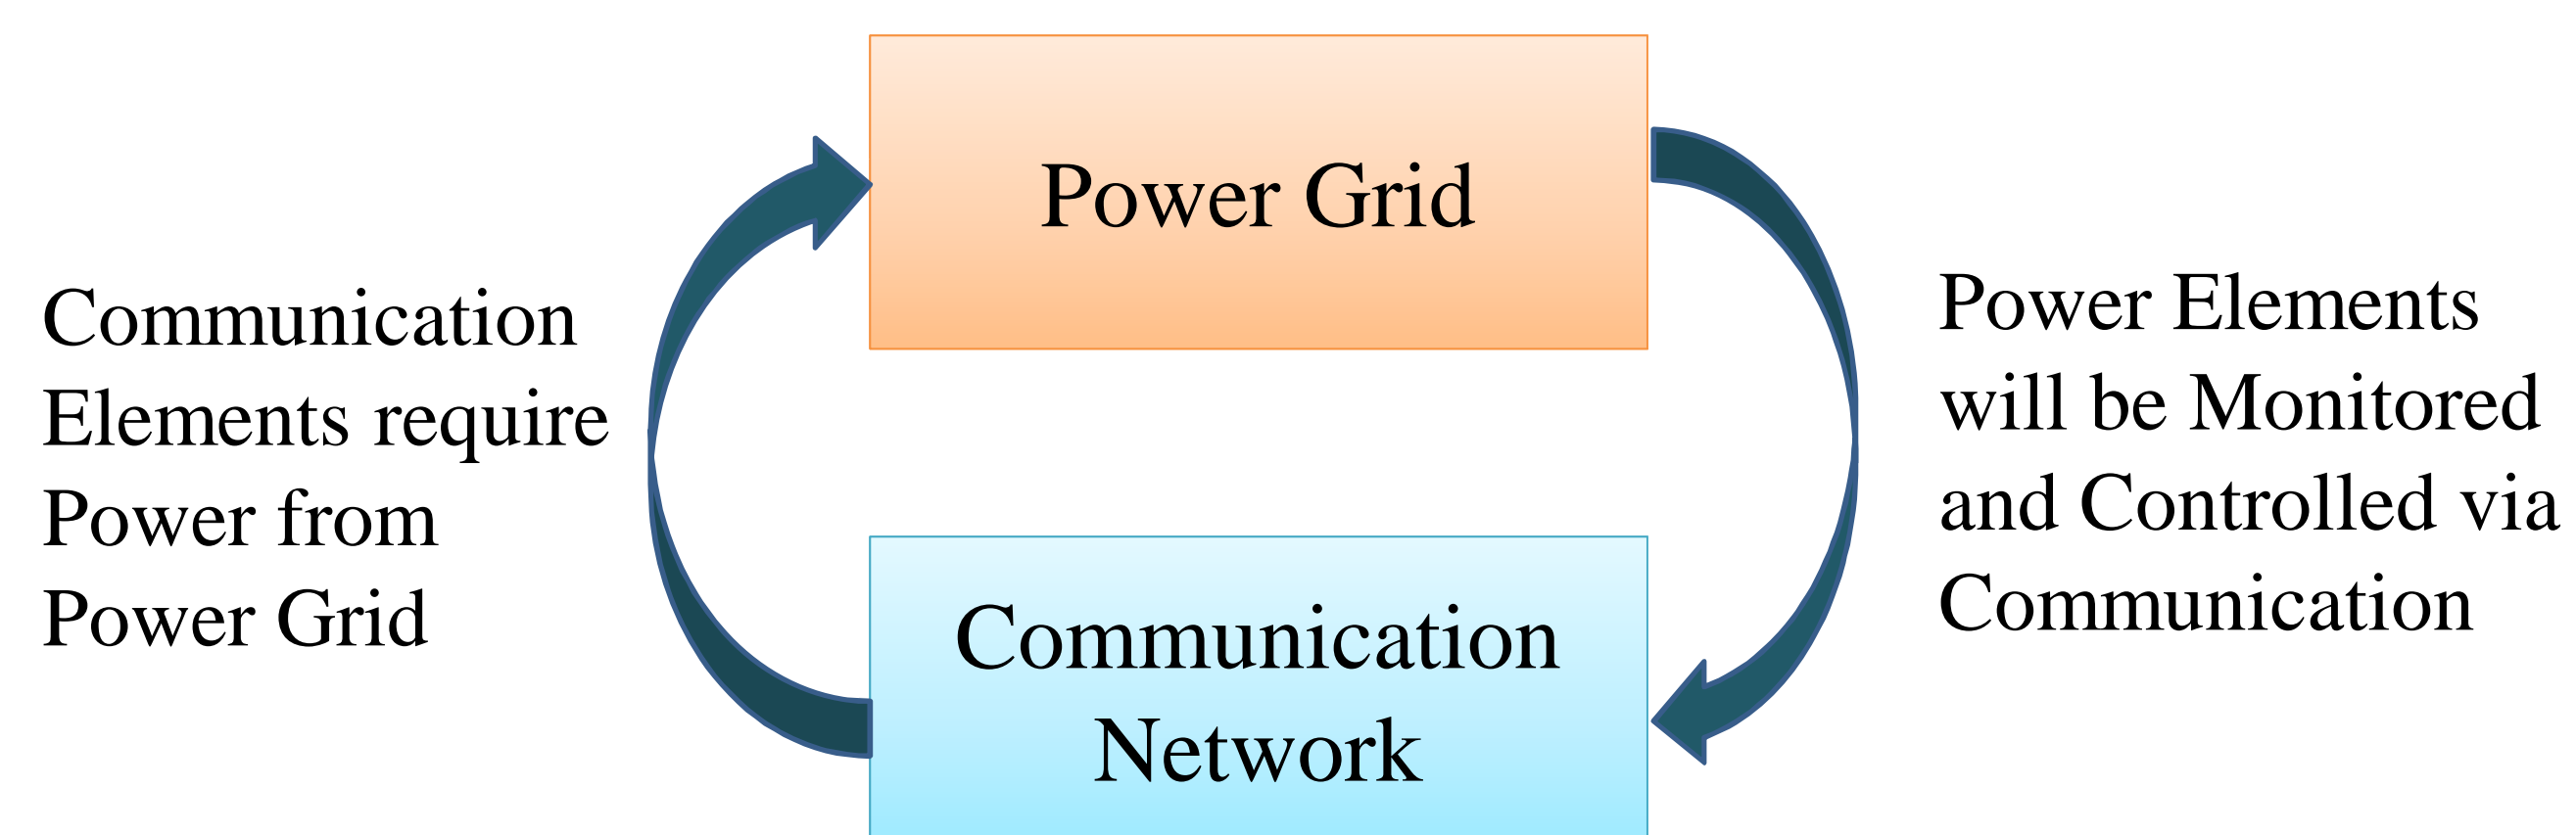 Power Grid
Communication
Elements require
Power from
Power Grid
Power Elements
will be Monitored
and Controlled via
Communication
Communication
Network